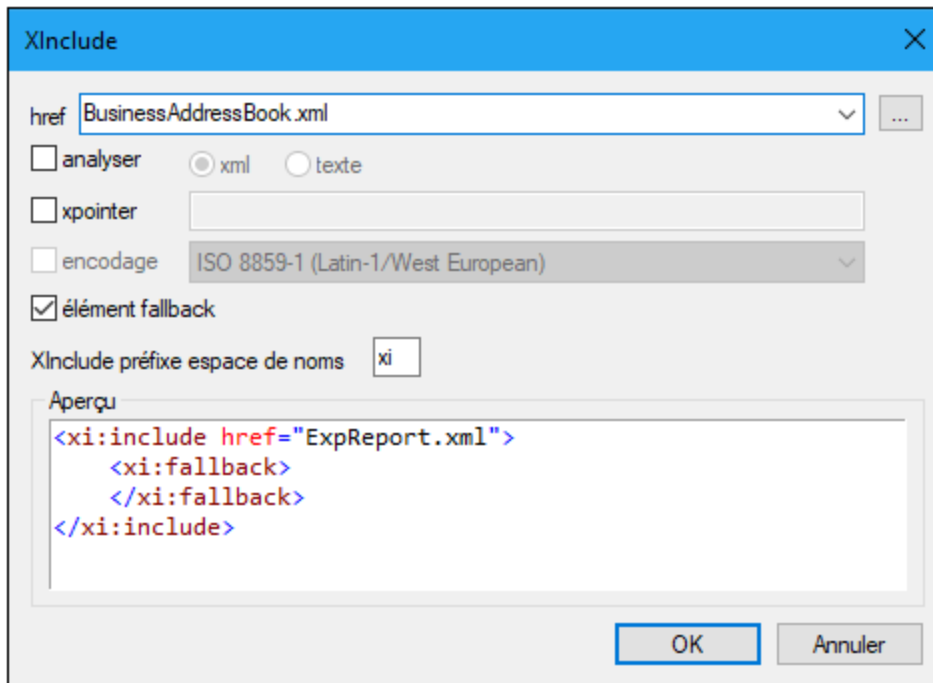 XInclude
href BusinessAddressBook.xml ...
analyser xml texte
xpointer
encodage ISO 8859-1 (Latin-1/West European)
élément fallback
XInclude préfixe espace de noms xi
Aperçu
<xi:include href="ExpReport.xml">
    <xi:fallback>
    </xi:fallback>
</xi:include>
OK Annuler